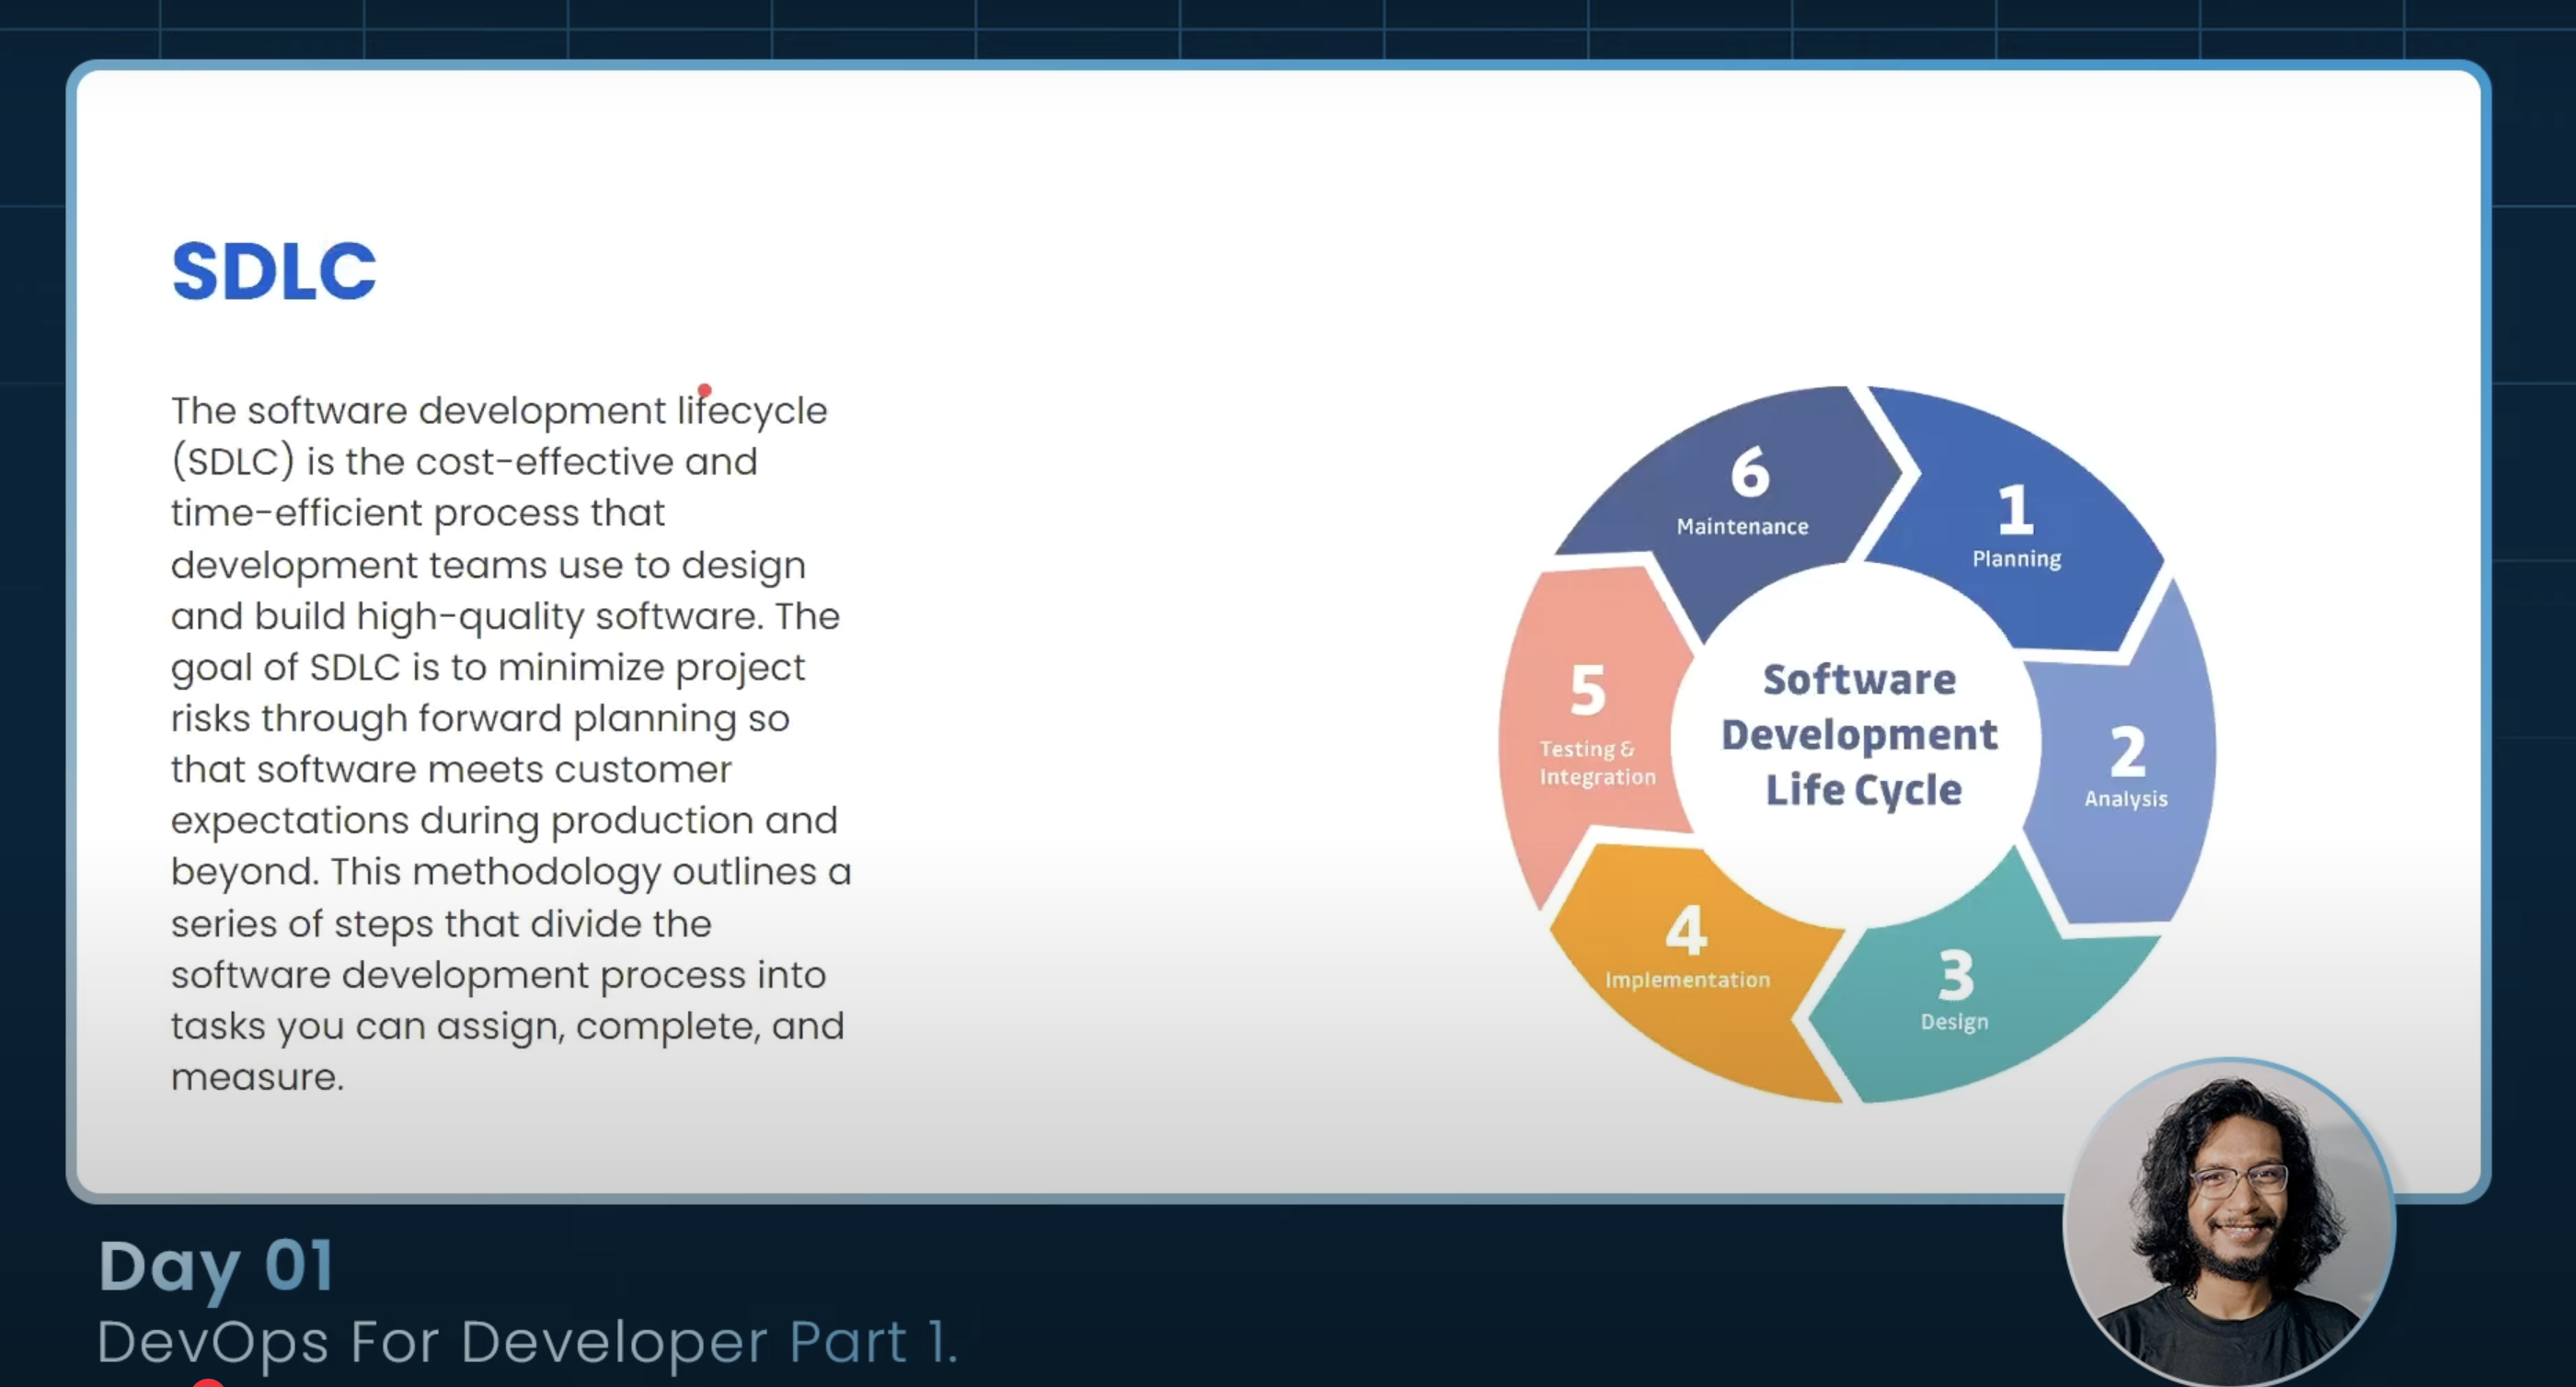 SDLC
The software development lifecycle
(SDLC) is the cost-effective and
time-efficient process that
development teams use to design
and build high-quality software. The
goal of SDLC is to minimize project
risks through forward planning so
that software meets customer
expectations during production and
beyond. This methodology outlines a
series of steps that divide the
software development process into
tasks you can assign, complete, and
measure.
Software
Development
Life Cycle
1
Planning
2
Analysis
3
Design
4
Implementation
5
Testing &
Integration
6
Maintenance
Day 01
DevOps For Developer Part 1.